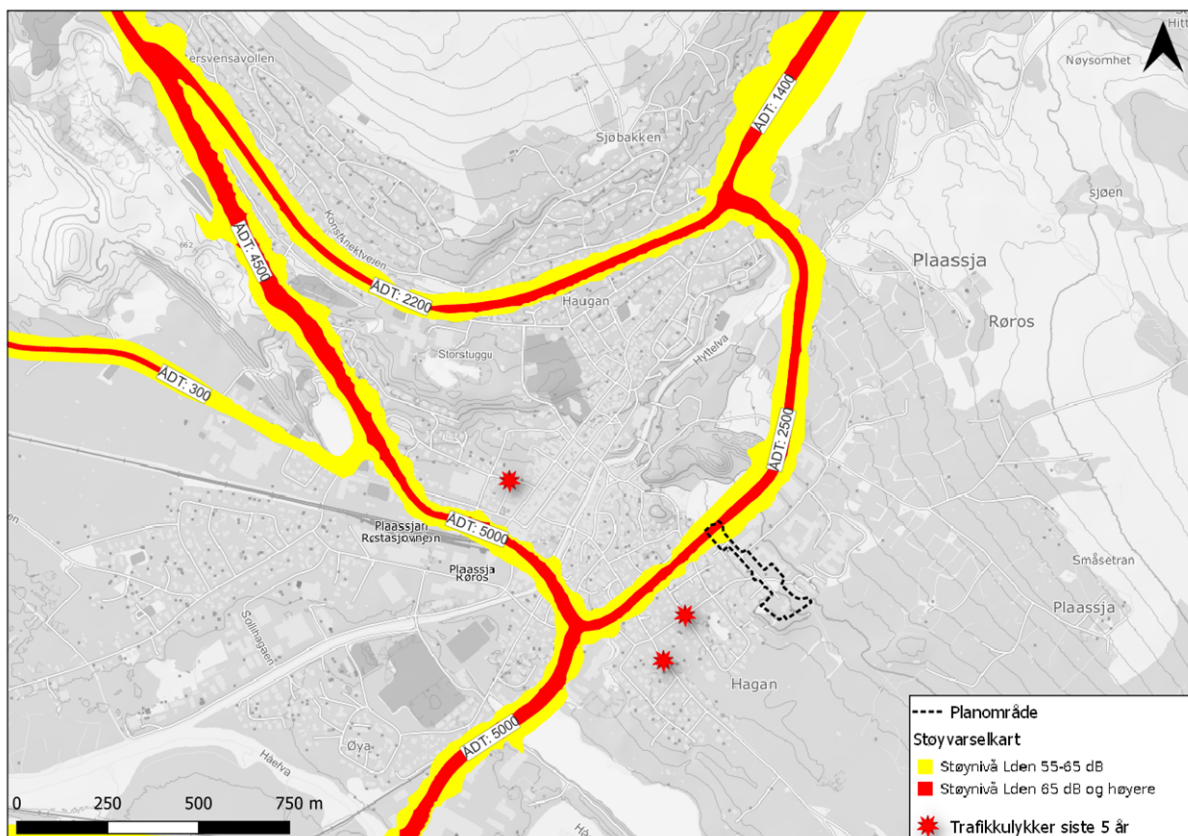 Hitt
Nøysomhet
ersvensavollen
ADT: 1400
Sjøbakken
sjøen
Plaassja
Røros
662
ADT: 4500
ADT: 2200
Haugan
Storstuggu
Hyttelva
ADT: 300
ADT: 2500
ADT: 5000
Plaassja
Røros
Småsetran
Plaassja
Hagan
Øya
ADT: 5000
Håelva
Planområde
Støyvarselkart
Støynivå Lden 55-65 dB
Støynivå Lden 65 dB og høyere
Trafikkulykker siste 5 år
0 250 500 750 m